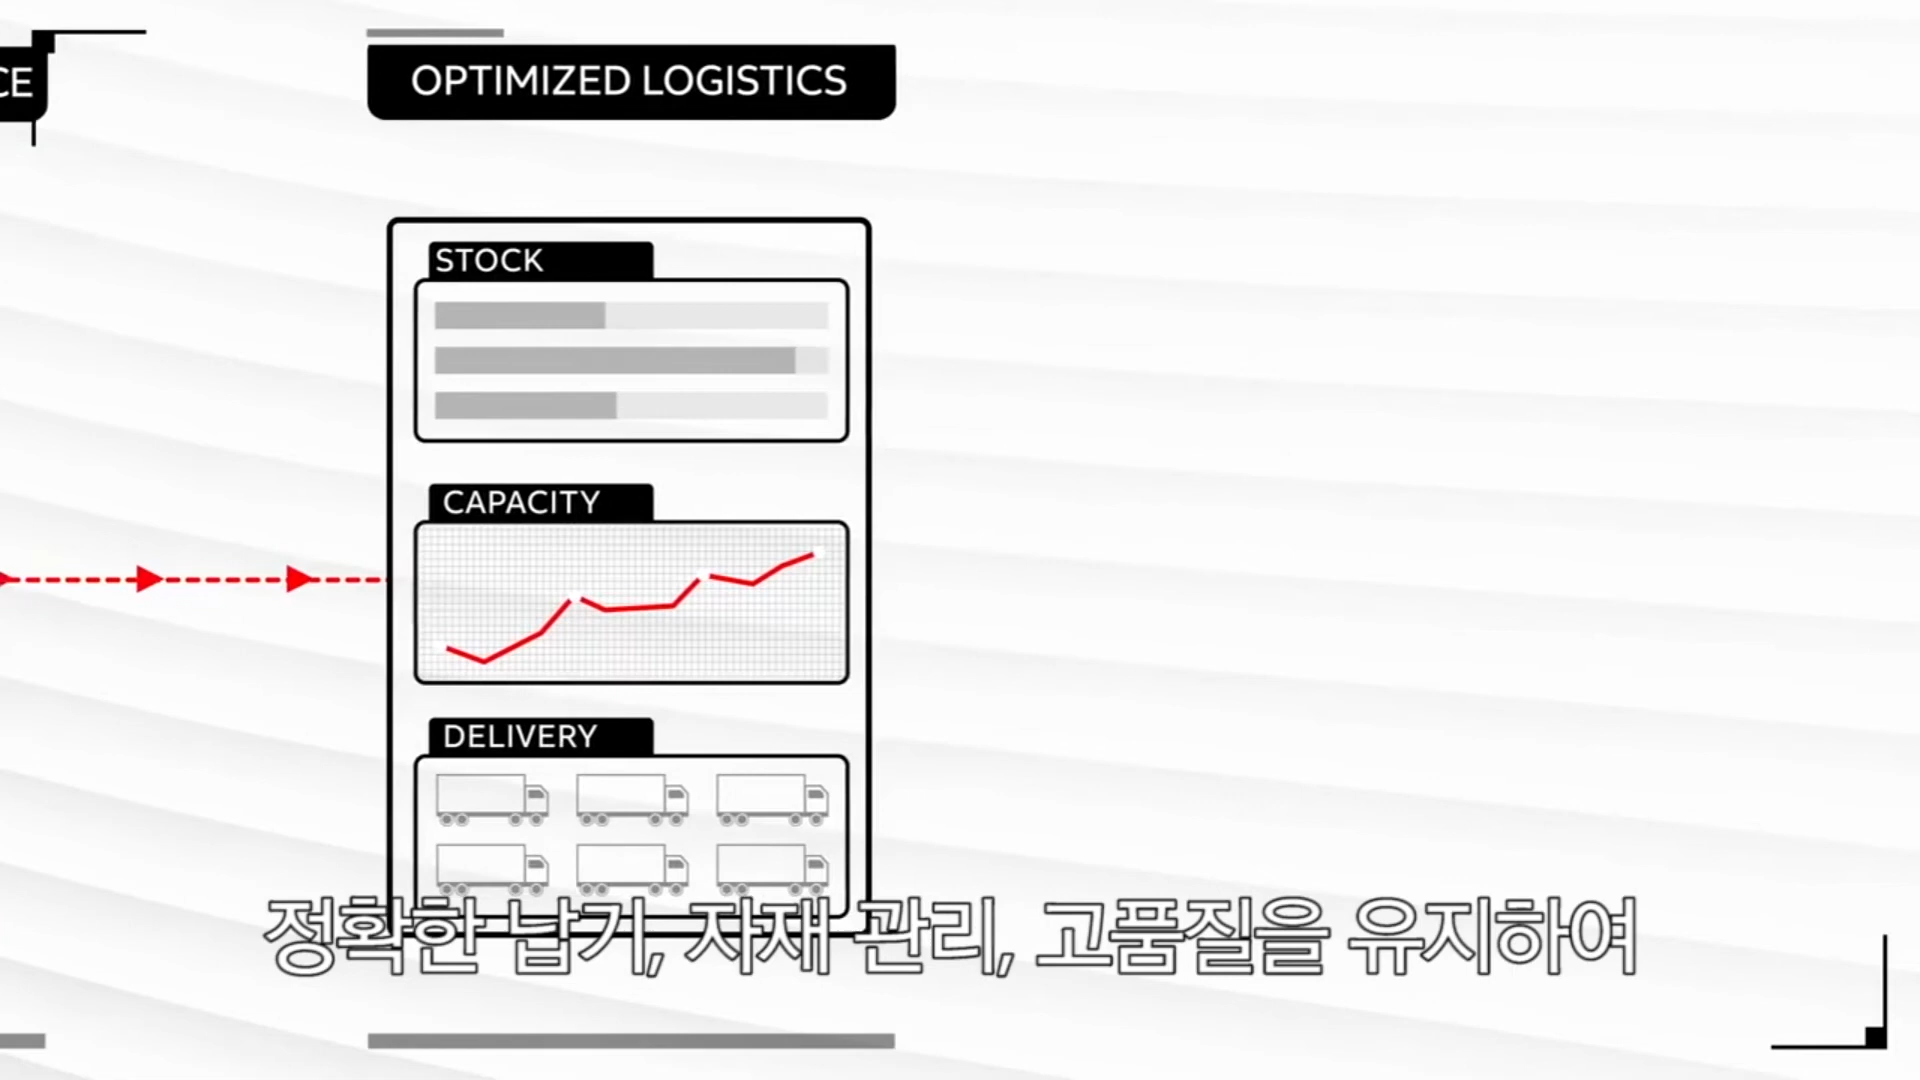 CE
OPTIMIZED LOGISTICS
STOCK
CAPACITY
DELIVERY
정확한 납기, 자재 관리, 고품질을 유지하여